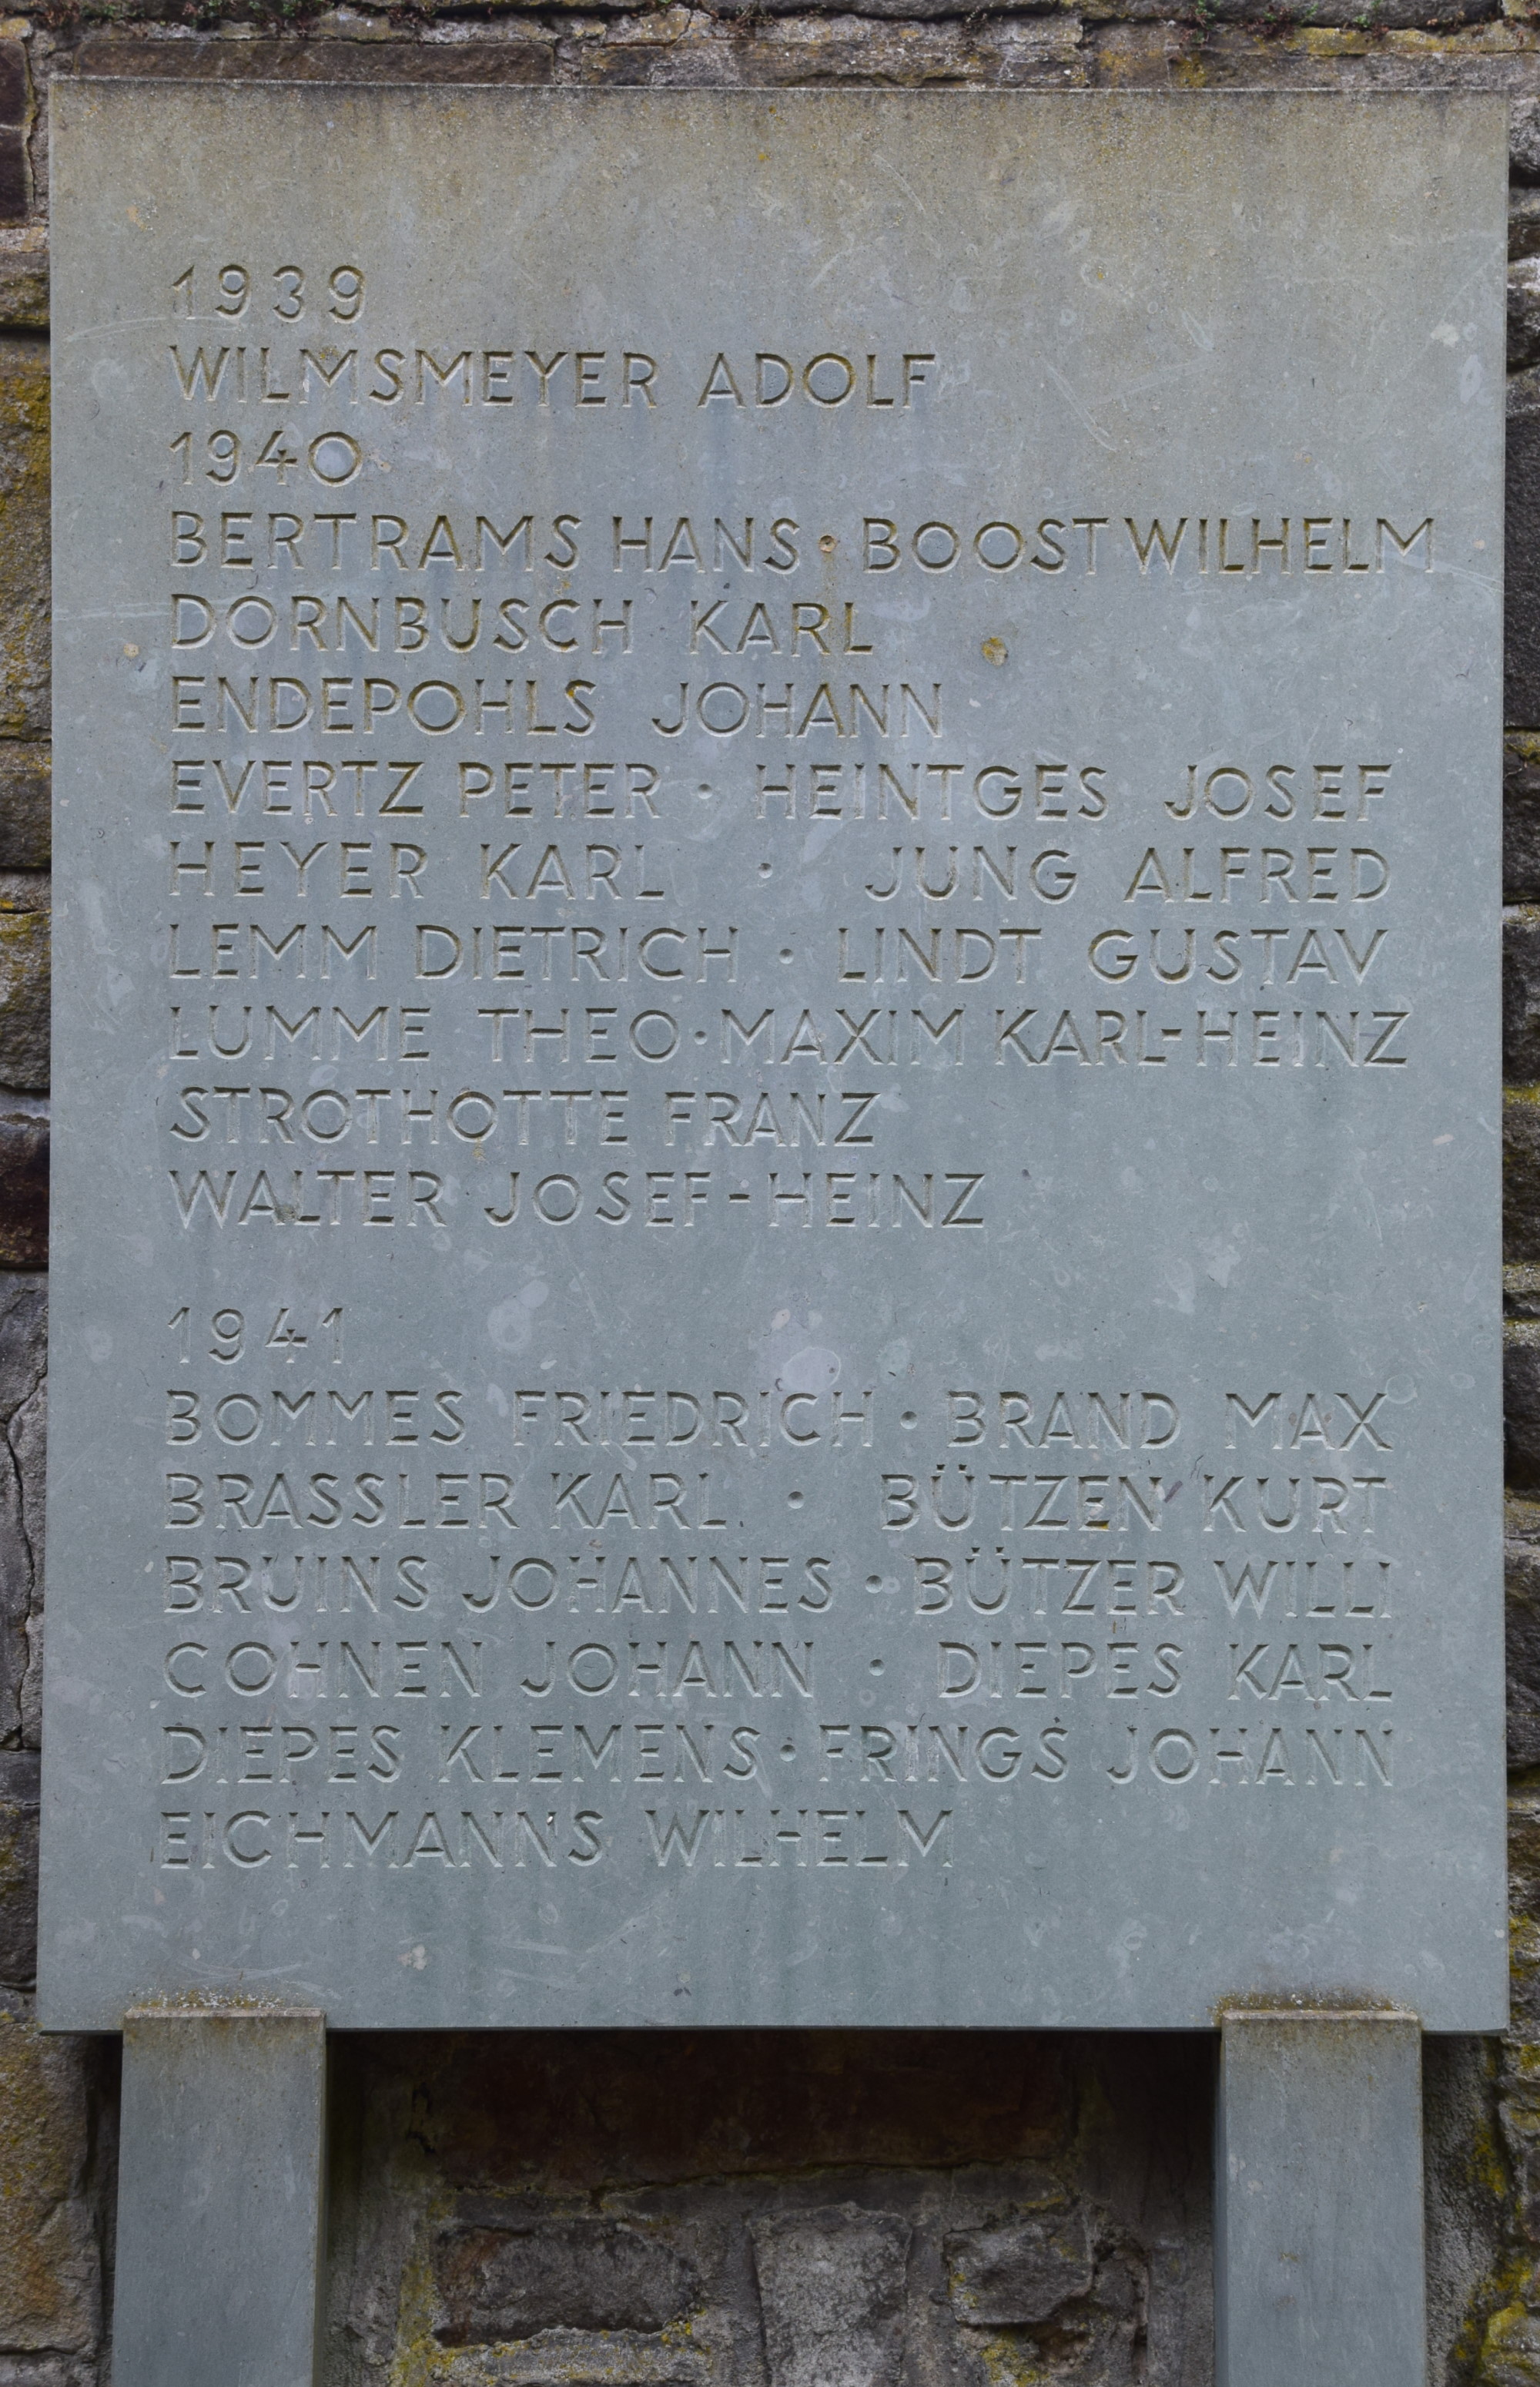 1939
WILMSMEYER ADOLF
1940
BERTRAMS HANS · BOOST WILHELM
DORNBUSCH KARL
ENDEPOHLS JOHANN
EVERTZ PETER · HEINTGES JOSEF
HEYER KARL · JUNG ALFRED
LEMM DIETRICH · LINDT GUSTAV
LUMME THEO · MAXIM KARL-HEINZ
STROTHOTTE FRANZ
WALTER JOSEF-HEINZ
1941
BOMMES FRIEDRICH · BRAND MAX
BRASSLER KARL · BÜTZEN KURT
BRUINS JOHANNES · BÜTZER WILLI
COHNEN JOHANN · DIEPES KARL
DIEPES KLEMENS · FRINGS JOHANN
EICHMANNS WILHELM